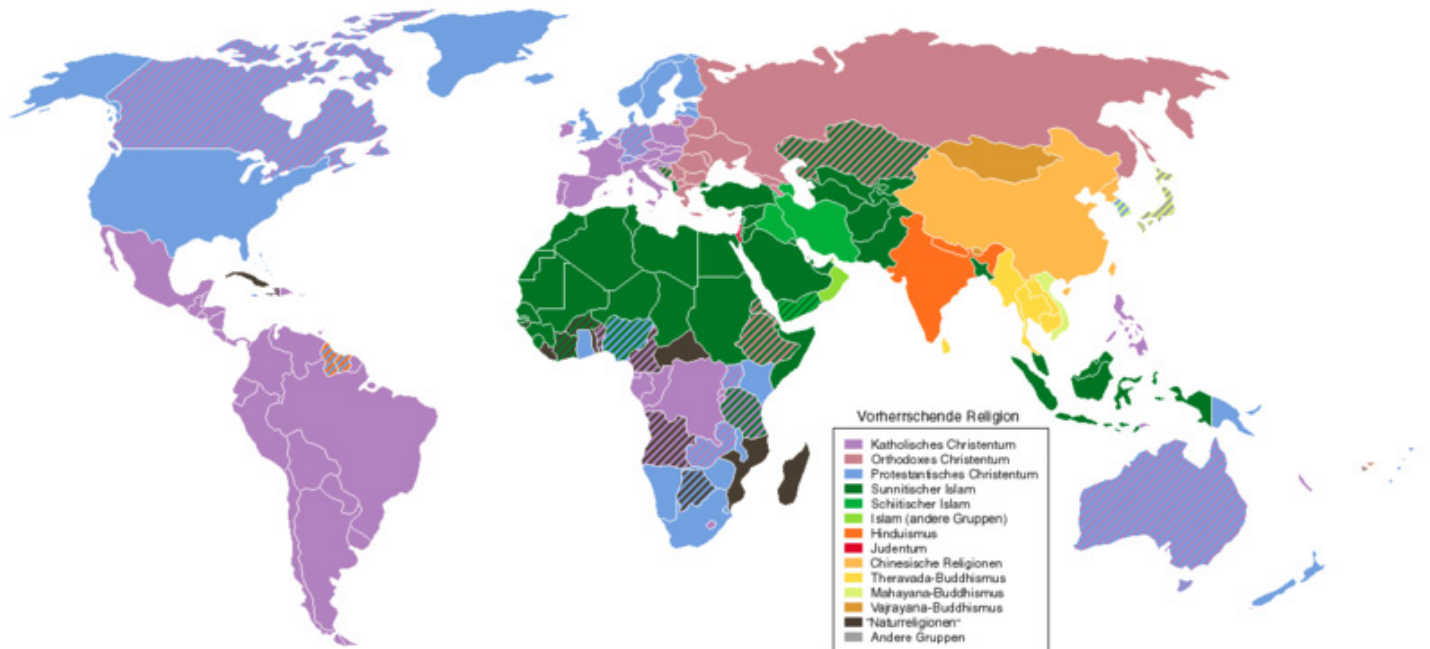 Vorherrschende Religion
Katholisches Christentum
Orthodoxes Christentum
Protestantisches Christentum
Sunnitischer Islam
Schiitischer Islam
Islam (andere Gruppen)
Hinduismus
Judentum
Chinesische Religionen
Theravada-Buddhismus
Mahayana-Buddhismus
Vajrayana-Buddhismus
"Naturreligionen"
Andere Gruppen